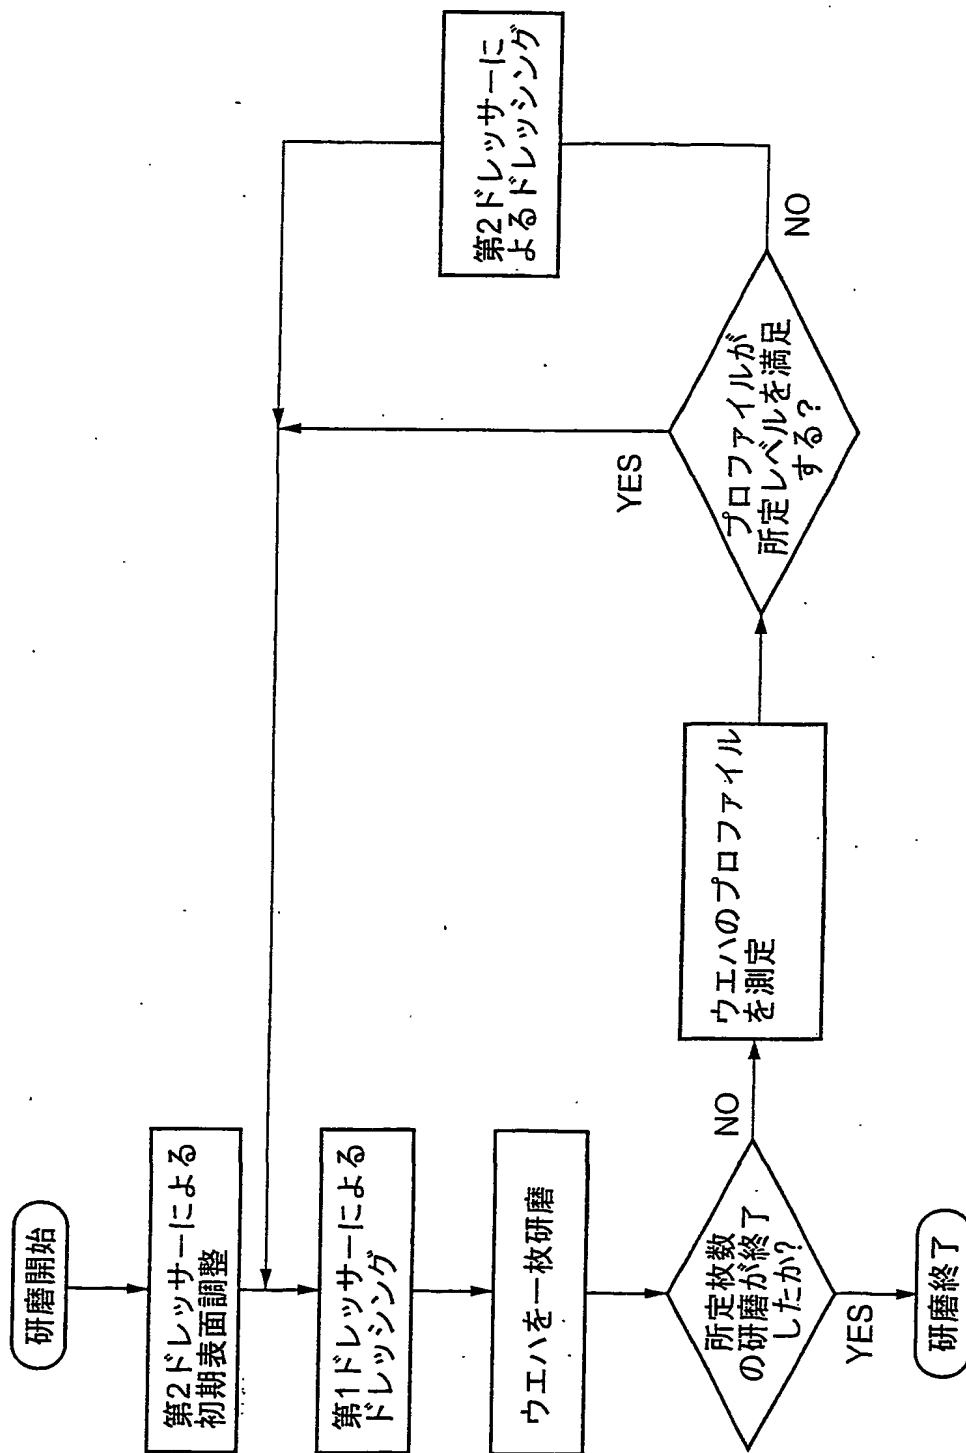 研磨開始
第2ドレッサーによる
初期表面調整
第1ドレッサーによる
ドレッシング
ウエハを一枚研磨
所定枚数
の研磨が終了
したか?
YES
研磨終了
NO
ウエハのプロファイル
を測定
プロファイルが
所定レベルを満足
する?
YES
NO
第2ドレッサーに
よるドレッシング